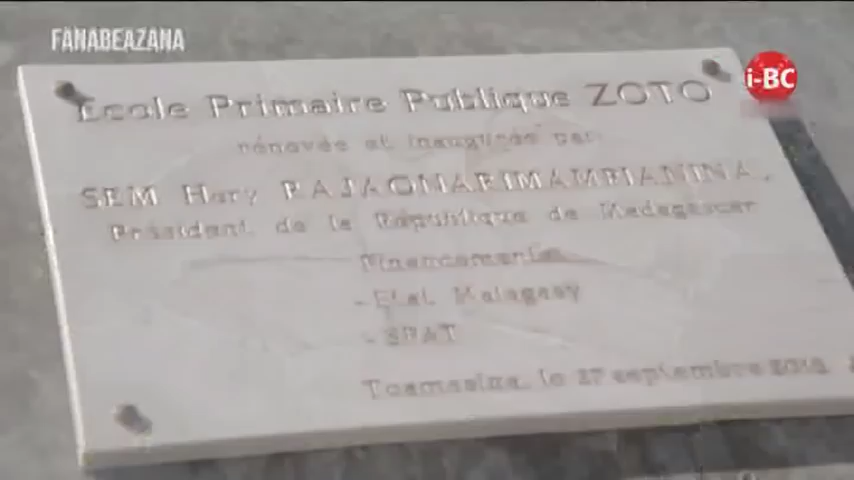 FANABEAZANA
i-BC
Ecole Primaire Publique ZOTO
rénovée et inaugurée par
SEM Hery RAJAONARIMAMPIANINA.
Président de la République de Madagascar
Financements
-Etat Malagasy
-SPAT
Toamasina, le 27 septembre